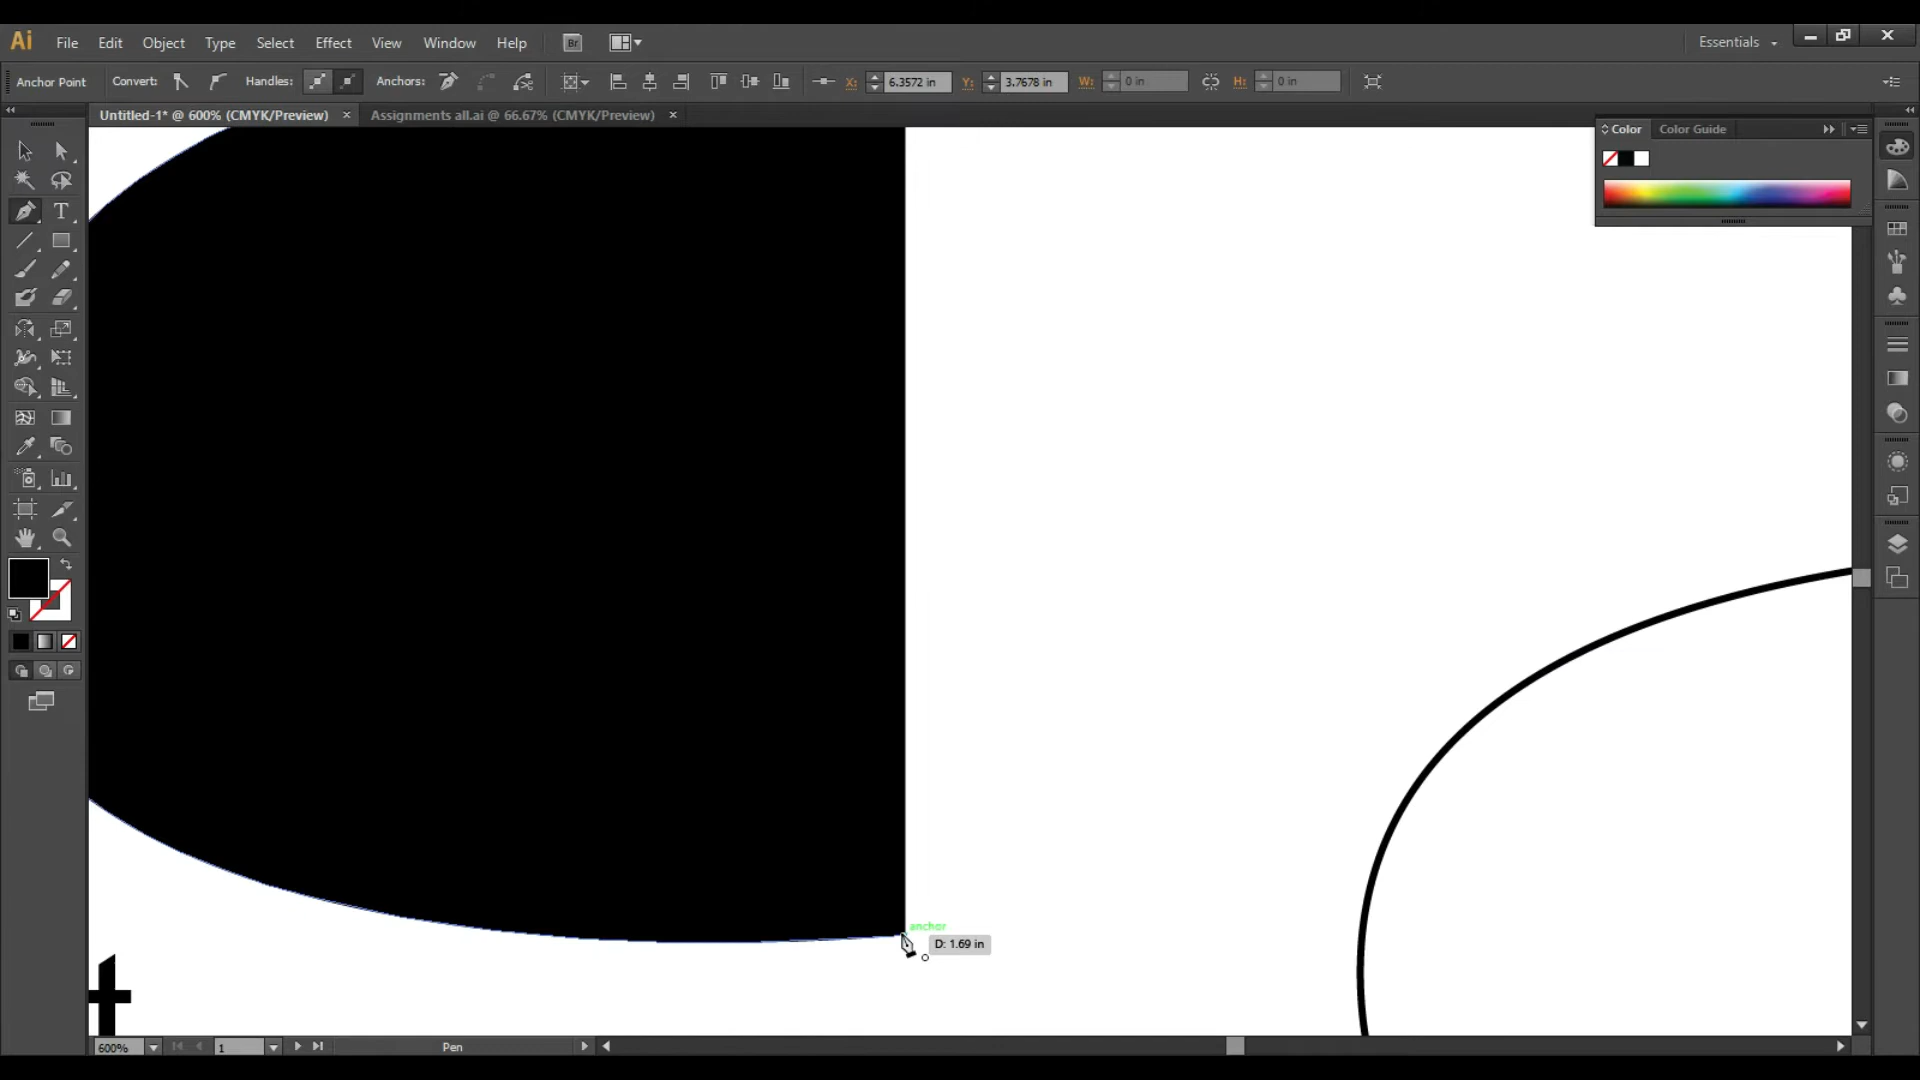 Ai File Edit Object Type Select Effect View Window Help Br Essentials
Anchor Point Convert: Handles: Anchors: X: 6.3572 in Y: 3.7678 in W: 0 in H: 0 in
Untitled-1* @ 600% (CMYK/Preview) × Assignments all.ai @ 66.67% (CMYK/Preview) ×
Color Color Guide
T
anchor
D: 1.69 in
t
600% 1 Pen